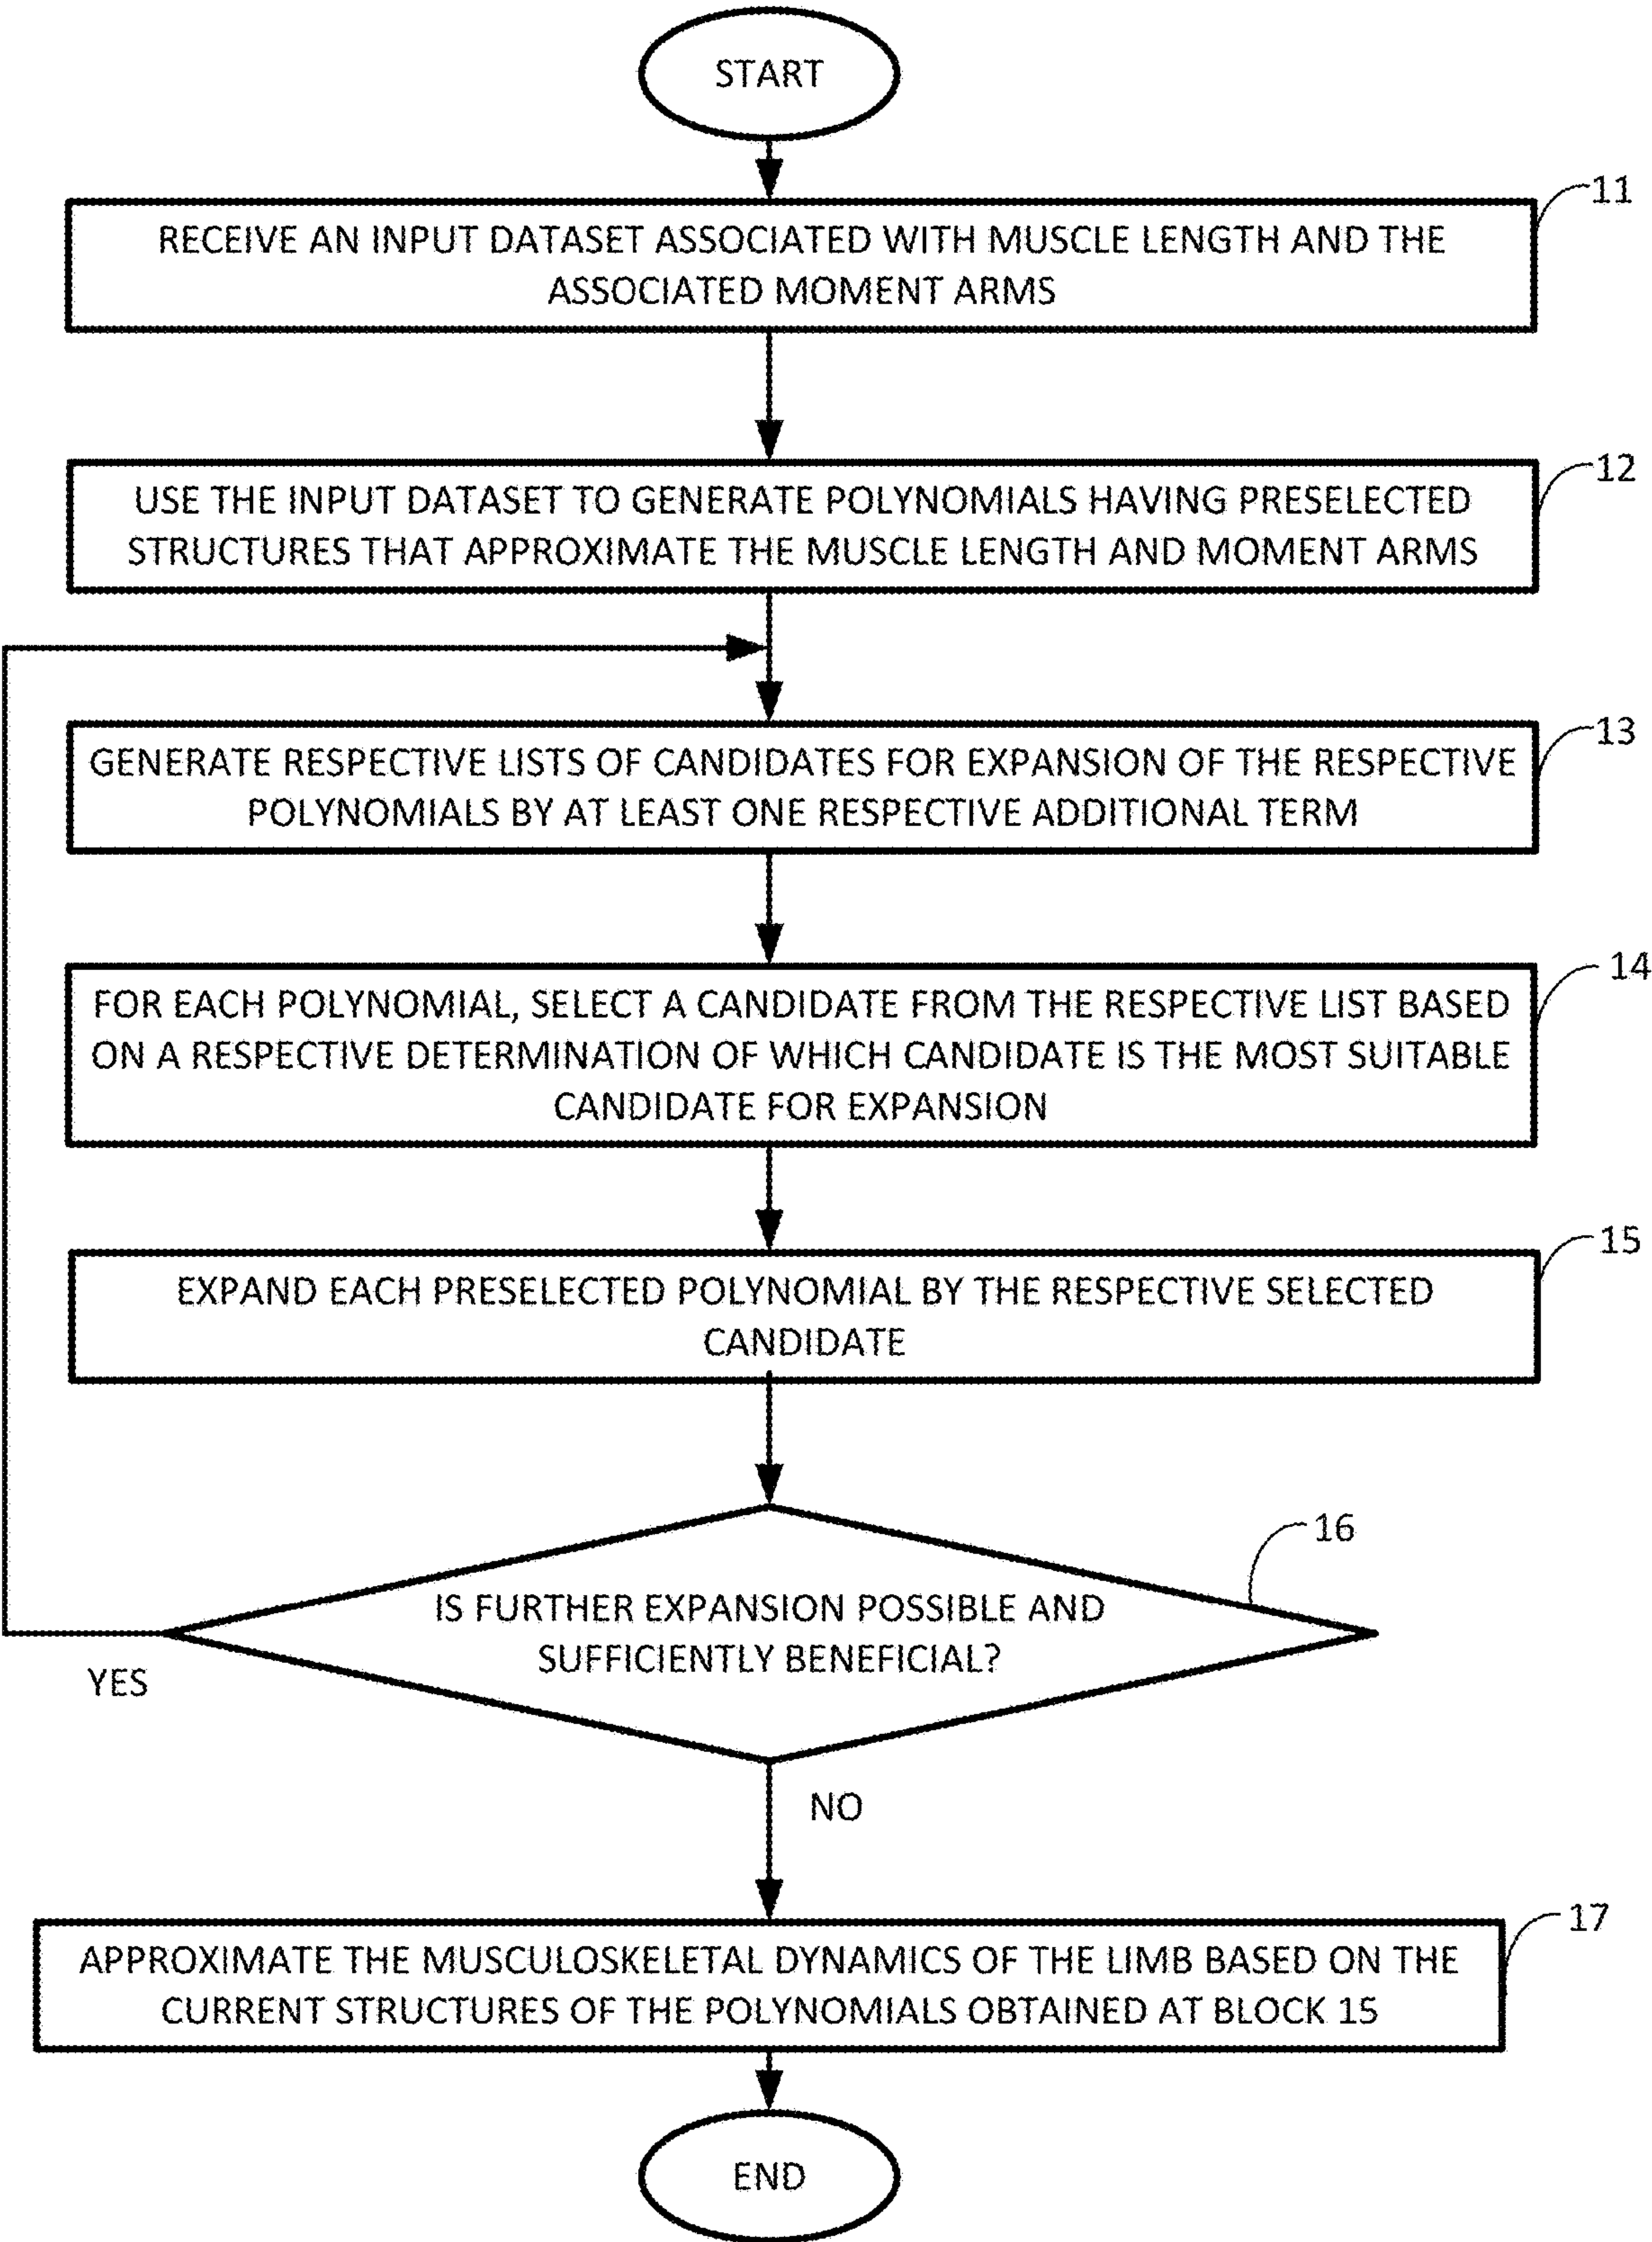 START
11
RECEIVE AN INPUT DATASET ASSOCIATED WITH MUSCLE LENGTH AND THE
ASSOCIATED MOMENT ARMS
12
USE THE INPUT DATASET TO GENERATE POLYNOMIALS HAVING PRESELECTED
STRUCTURES THAT APPROXIMATE THE MUSCLE LENGTH AND MOMENT ARMS
13
GENERATE RESPECTIVE LISTS OF CANDIDATES FOR EXPANSION OF THE RESPECTIVE
POLYNOMIALS BY AT LEAST ONE RESPECTIVE ADDITIONAL TERM
14
FOR EACH POLYNOMIAL, SELECT A CANDIDATE FROM THE RESPECTIVE LIST BASED
ON A RESPECTIVE DETERMINATION OF WHICH CANDIDATE IS THE MOST SUITABLE
CANDIDATE FOR EXPANSION
15
EXPAND EACH PRESELECTED POLYNOMIAL BY THE RESPECTIVE SELECTED
CANDIDATE
16
IS FURTHER EXPANSION POSSIBLE AND
SUFFICIENTLY BENEFICIAL?
YES
NO
17
APPROXIMATE THE MUSCULOSKELETAL DYNAMICS OF THE LIMB BASED ON THE
CURRENT STRUCTURES OF THE POLYNOMIALS OBTAINED AT BLOCK 15
END